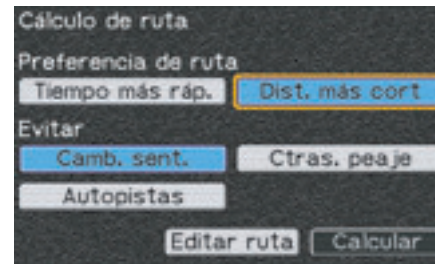 Cálculo de ruta
Preferencia de ruta
Tiempo más ráp. Dist. más cort
Evitar
Camb. sent. Ctras. peaje
Autopistas
Editar ruta Calcular